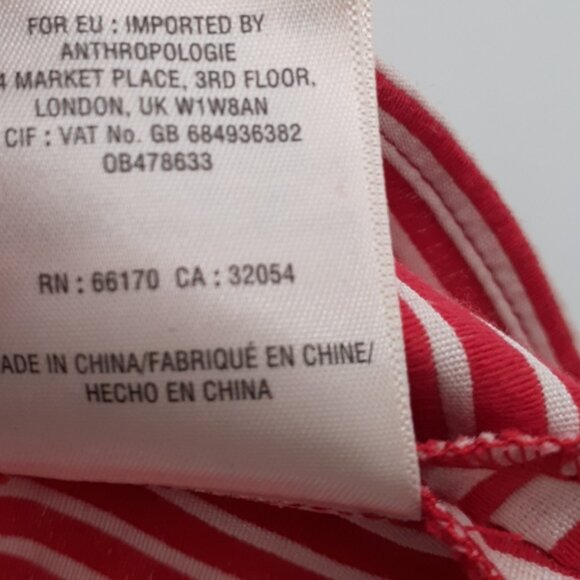 FOR EU : IMPORTED BY
ANTHROPOLOGIE
4 MARKET PLACE, 3RD FLOOR,
LONDON, UK W1W8AN
CIF : VAT No. GB 684936382
OB478633
RN : 66170 CA : 32054
ADE IN CHINA/FABRIQUÉ EN CHINE/
HECHO EN CHINA